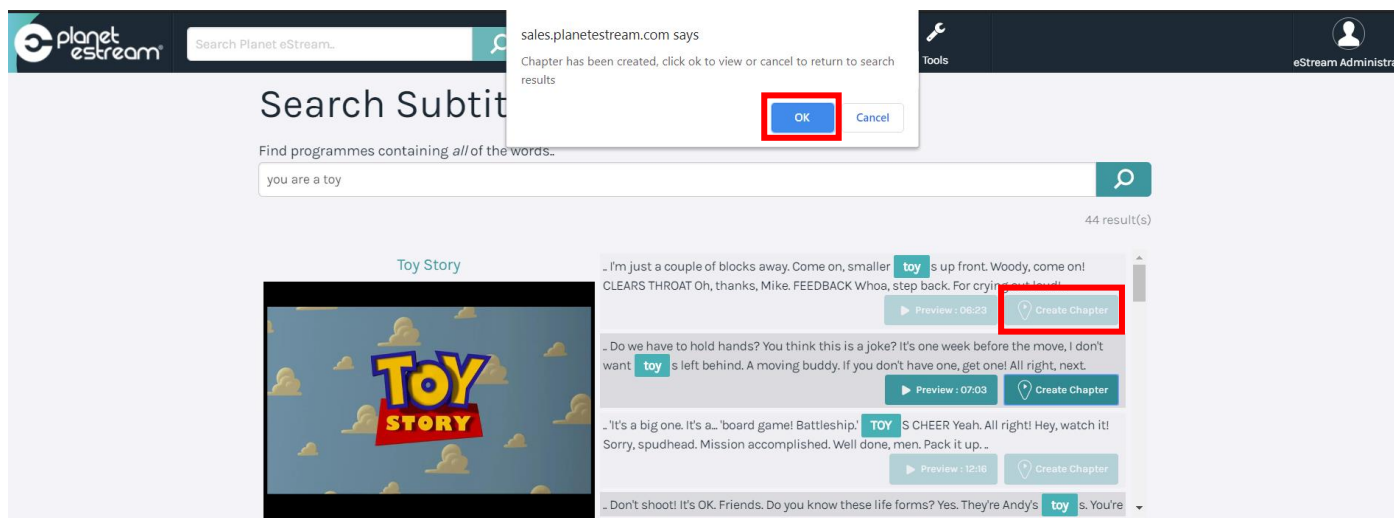 planet
estream
Search Planet eStream..
sales.planetestream.com says
Chapter has been created, click ok to view or cancel to return to search
results
OK
Cancel
Tools
eStream Administra
Search Subtit
Find programmes containing all of the words..
you are a toy
44 result(s)
Toy Story
TOY
STORY
.. I'm just a couple of blocks away. Come on, smaller toy s up front. Woody, come on!
CLEARS THROAT Oh, thanks, Mike. FEEDBACK Whoa, step back. For crying out loud!
Preview : 06:23
Create Chapter
.. Do we have to hold hands? You think this is a joke? It's one week before the move, I don't
want toy s left behind. A moving buddy. If you don't have one, get one! All right, next.
Preview : 07:03
Create Chapter
.. 'It's a big one. It's a... 'board game! Battleship.' TOY S CHEER Yeah. All right! Hey, watch it!
Sorry, spudhead. Mission accomplished. Well done, men. Pack it up. ..
Preview : 12:16
Create Chapter
.. Don't shoot! It's OK. Friends. Do you know these life forms? Yes. They're Andy's toy s. You're